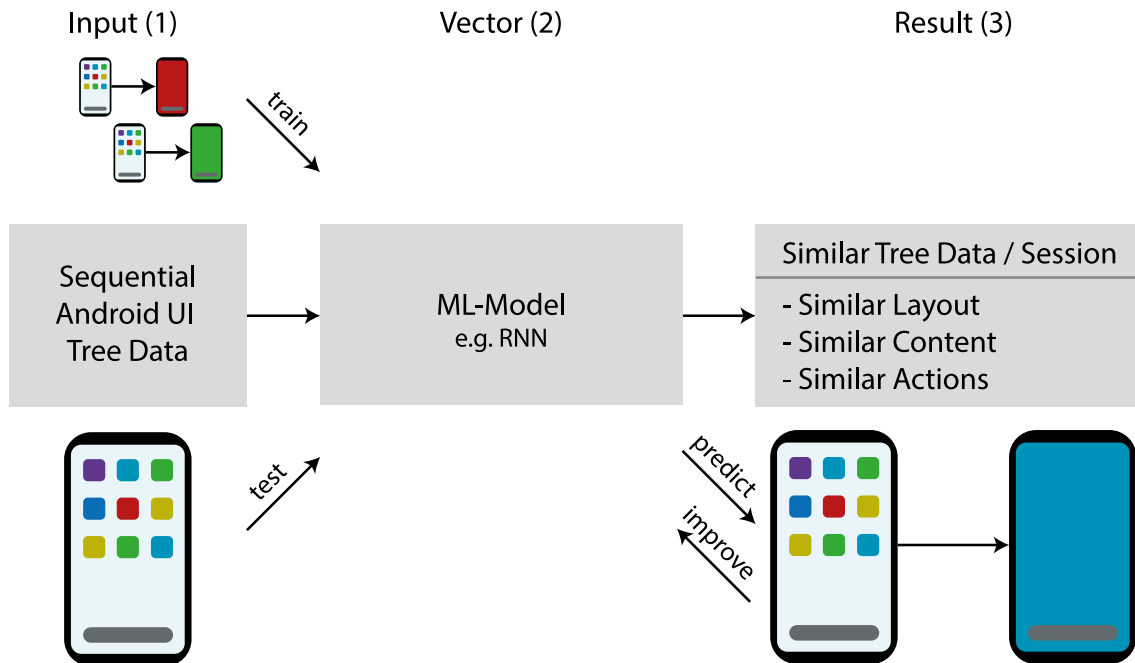 Input (1)
Vector (2)
Result (3)
train
Sequential
Android UI
Tree Data
ML-Model
e.g. RNN
Similar Tree Data / Session
- Similar Layout
- Similar Content
- Similar Actions
test
predict
improve